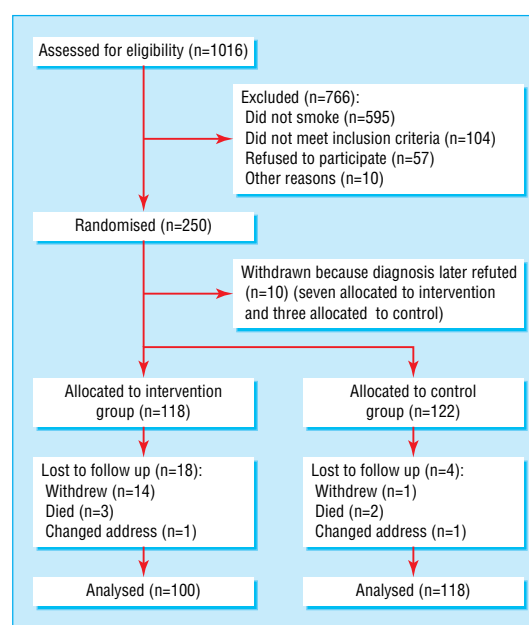 Assessed for eligibility (n=1016)
Excluded (n=766):
Did not smoke (n=595)
Did not meet inclusion criteria (n=104)
Refused to participate (n=57)
Other reasons (n=10)
Randomised (n=250)
Withdrawn because diagnosis later refuted
(n=10) (seven allocated to intervention
and three allocated to control)
Allocated to intervention
group (n=118)
Allocated to control
group (n=122)
Lost to follow up (n=18):
Withdrew (n=14)
Died (n=3)
Changed address (n=1)
Lost to follow up (n=4):
Withdrew (n=1)
Died (n=2)
Changed address (n=1)
Analysed (n=100)
Analysed (n=118)